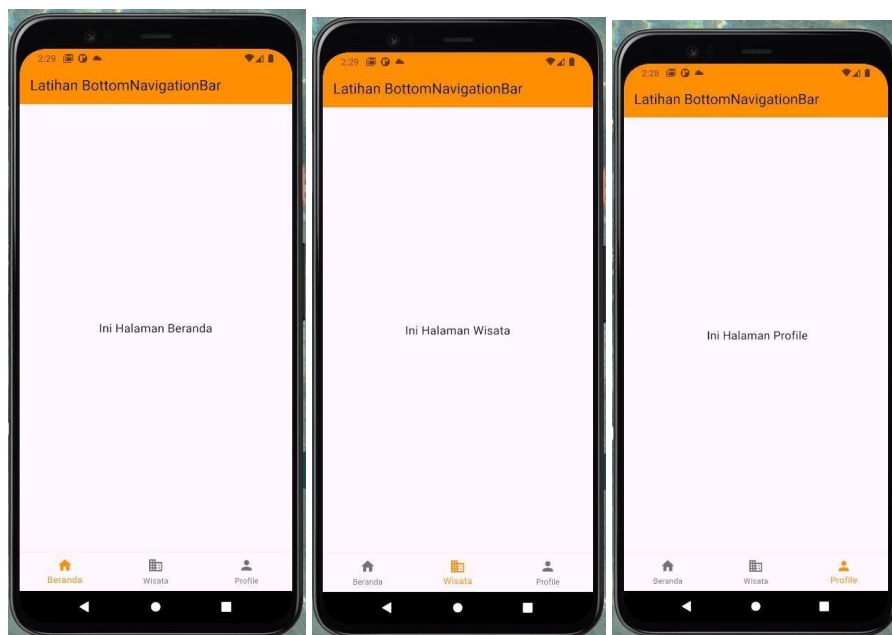 2:29
Latihan BottomNavigationBar
Ini Halaman Beranda
Beranda
Wisata
Profile
2:29
Latihan BottomNavigationBar
Ini Halaman Wisata
Beranda
Wisata
Profile
2:28
Latihan BottomNavigationBar
Ini Halaman Profile
Beranda
Wisata
Profile